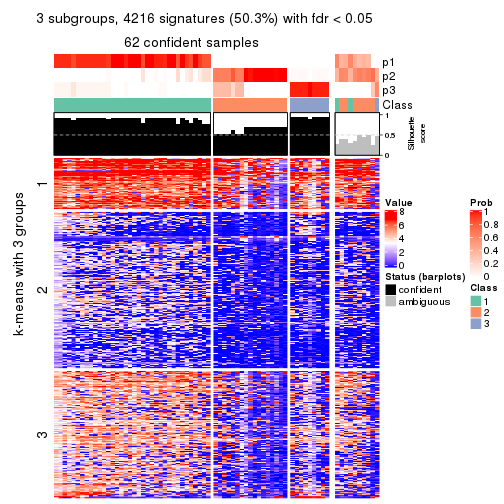 3 subgroups, 4216 signatures (50.3%) with fdr < 0.05
62 confident samples
p1
p2
p3
Class
1
0.5
0
Silhouette
score
k-means with 3 groups
1
2
3
Value
8
6
4
2
0
Status (barplots)
confident
ambiguous
Prob
1
0.8
0.6
0.4
0.2
0
Class
1
2
3